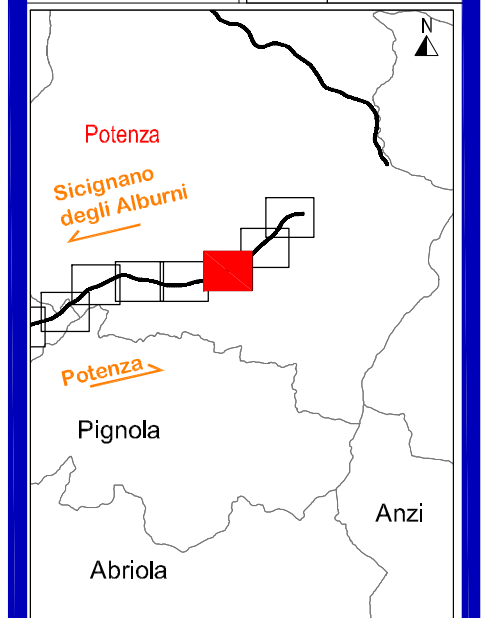 N
Potenza
Sicignano
degli Alburni
Potenza
Pignola
Anzi
Abriola